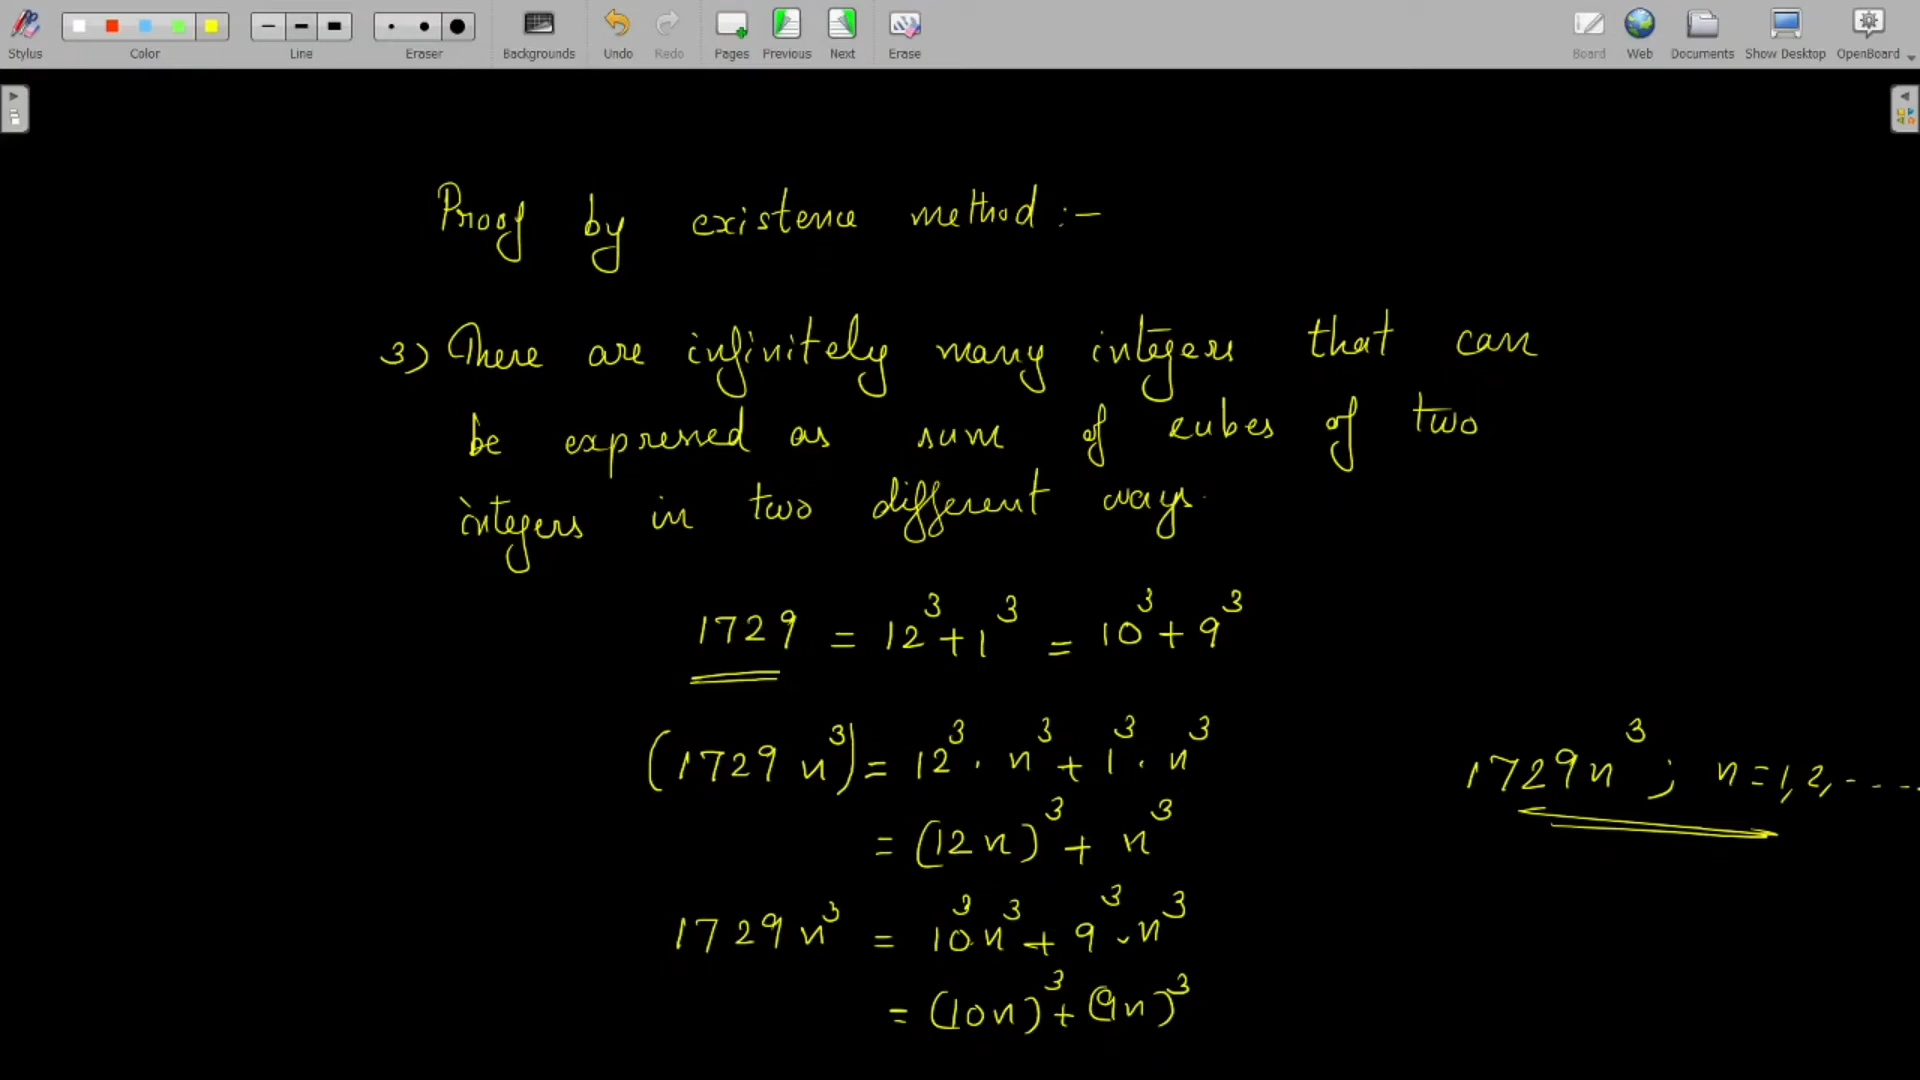 Stylus Color Line Eraser Backgrounds Undo Redo Pages Previous Next Erase Board Web Documents Show Desktop OpenBoard
Proof by existence method :-
3) There are infinitely many integers that can
be expressed as sum of cubes of two
integers in two different ways.
1729 = 12³ + 1³ = 10³ + 9³
(1729 n³) = 12³ · n³ + 1³ · n³
1729n³ ; n = 1, 2, - - - -
= (12n)³ + n³
1729 n³ = 10³ · n³ + 9³ · n³
= (10n)³ + (9n)³